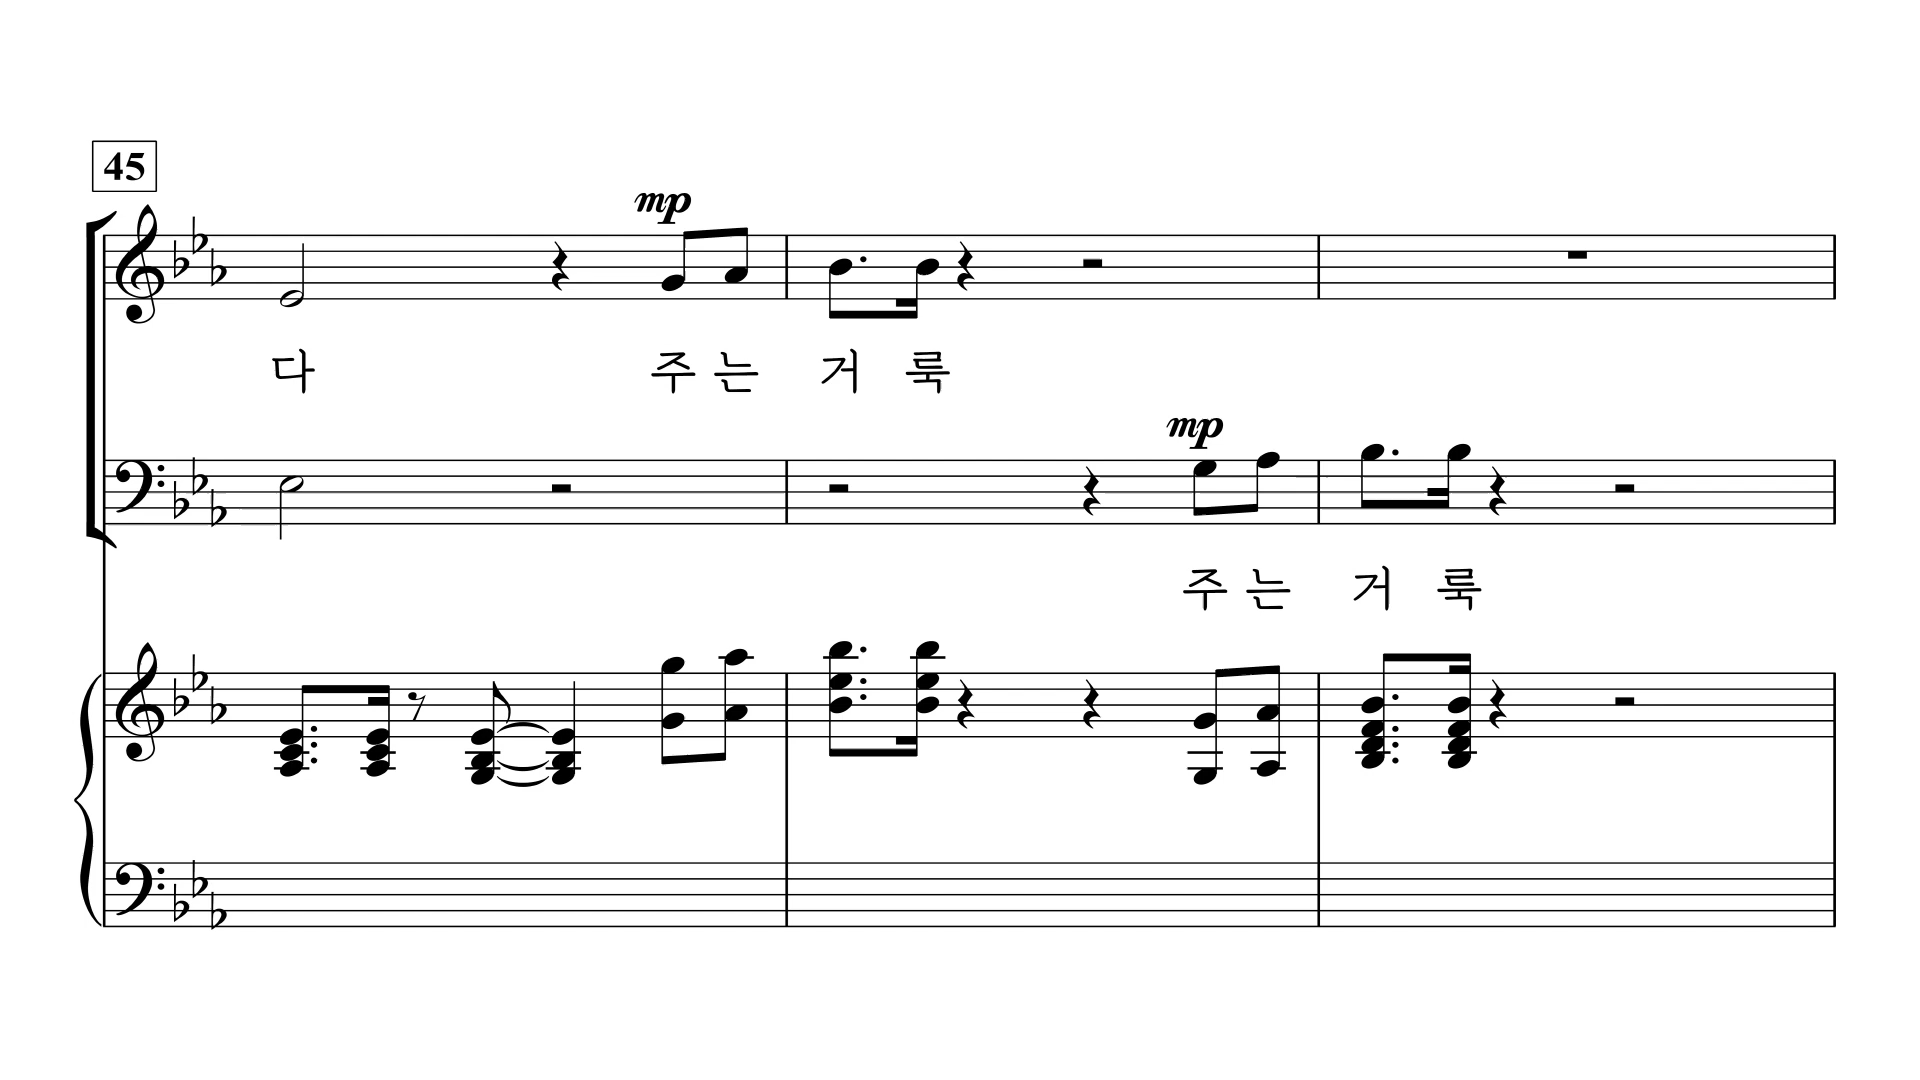 45
mp
다 주 는 거 룩
mp
주 는 거 룩